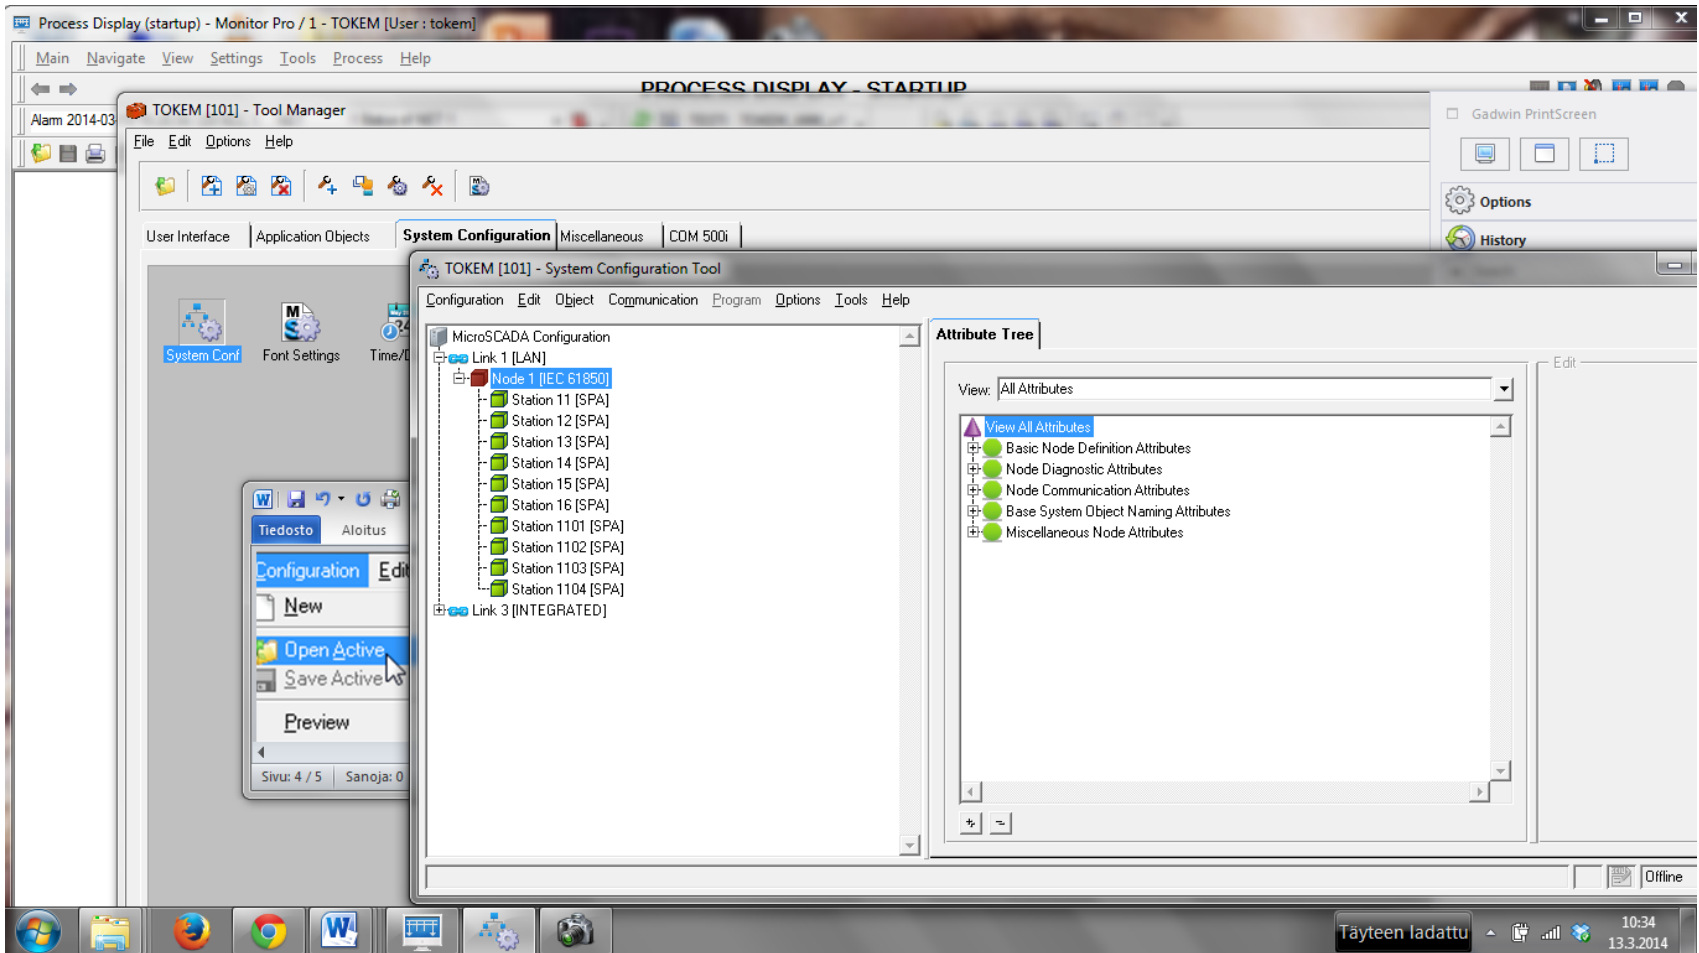 Process Display (startup) - Monitor Pro / 1 - TOKEM [User : tokem]
Main Navigate View Settings Tools Process Help
PROCESS DISPLAY - STARTUP
Alarm 2014-03
TOKEM [101] - Tool Manager
File Edit Options Help
User Interface Application Objects System Configuration Miscellaneous COM 500i
System Conf Font Settings Time/D
Gadwin PrintScreen
Options
History
TOKEM [101] - System Configuration Tool
Configuration Edit Object Communication Program Options Tools Help
MicroSCADA Configuration
Link 1 [LAN]
Node 1 [IEC 61850]
Station 11 [SPA]
Station 12 [SPA]
Station 13 [SPA]
Station 14 [SPA]
Station 15 [SPA]
Station 16 [SPA]
Station 1101 [SPA]
Station 1102 [SPA]
Station 1103 [SPA]
Station 1104 [SPA]
Link 3 [INTEGRATED]
Attribute Tree
Edit
View: All Attributes
View All Attributes
Basic Node Definition Attributes
Node Diagnostic Attributes
Node Communication Attributes
Base System Object Naming Attributes
Miscellaneous Node Attributes
Offline
Tiedosto Aloitus
Configuration Edit
New
Open Active
Save Active
Preview
Sivu: 4 / 5 Sanoja: 0
Täyteen ladattu
10:34
13.3.2014